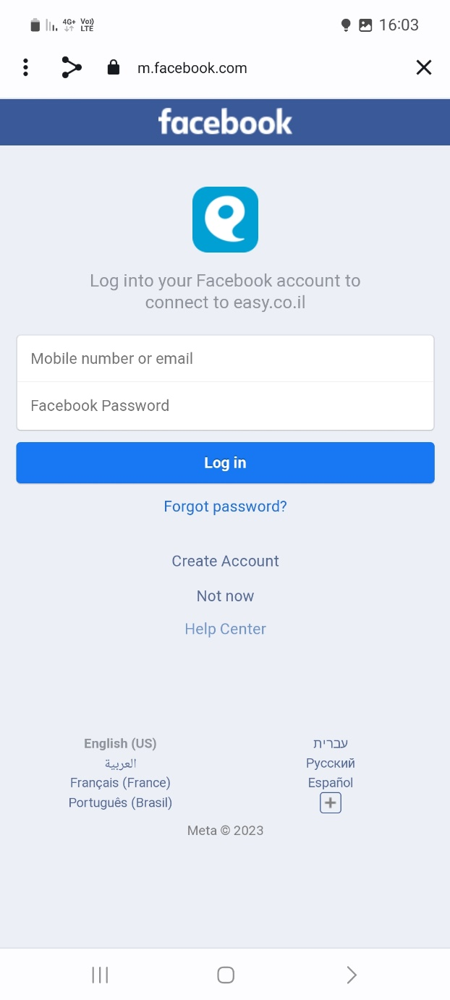 4G+ Vo)) LTE 16:03
m.facebook.com
facebook
Log into your Facebook account to
connect to easy.co.il
Mobile number or email
Facebook Password
Log in
Forgot password?
Create Account
Not now
Help Center
English (US) עברית
العربية Русский
Français (France) Español
Português (Brasil)
Meta © 2023